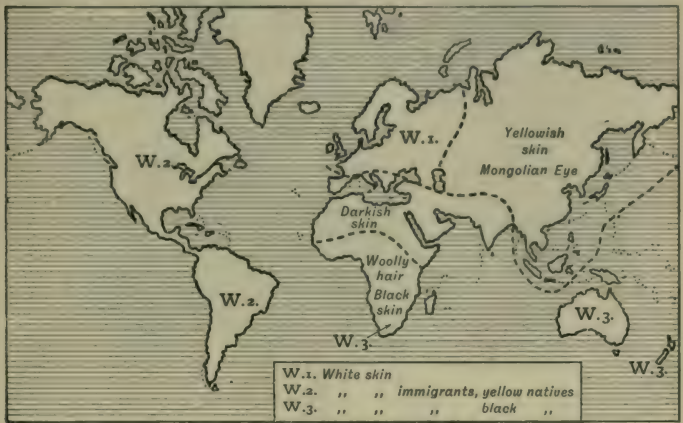 W.1.
W.2.
Yellowish
skin
Mongolian Eye
Darkish
skin
Woolly
hair
Black
skin
W.2.
W.3.
W.3.
W.3.
W.1. White skin
W.2. ,, ,, immigrants, yellow natives
W.3. ,, ,, ,, black ,,